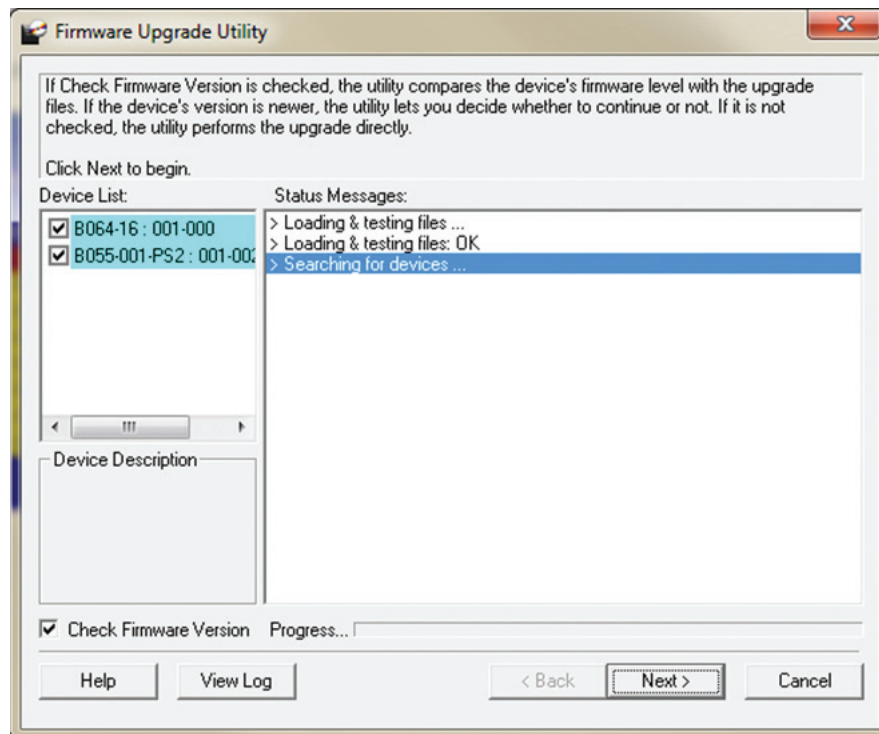 Firmware Upgrade Utility
If Check Firmware Version is checked, the utility compares the device's firmware level with the upgrade
files. If the device's version is newer, the utility lets you decide whether to continue or not. If it is not
checked, the utility performs the upgrade directly.
Click Next to begin.
Device List:
B064-16 : 001-000
B055-001-PS2 : 001-002
Status Messages:
> Loading & testing files ...
> Loading & testing files: OK
> Searching for devices ...
Device Description
Check Firmware Version
Progress...
Help
View Log
< Back
Next >
Cancel